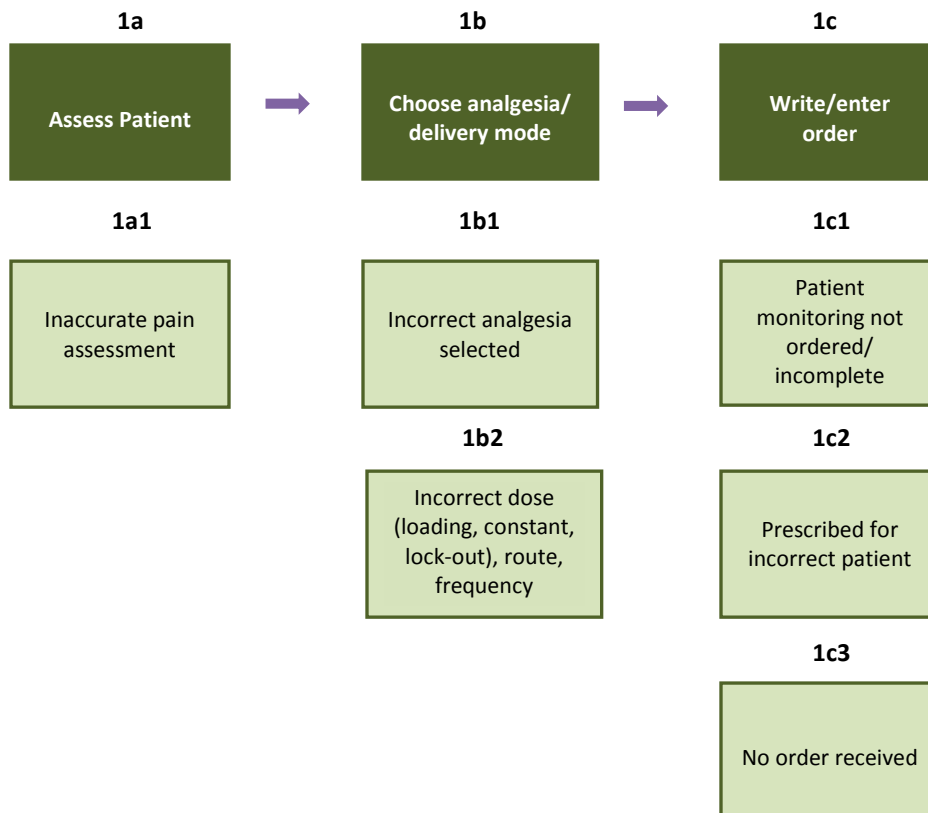 1a
1b
1c
Assess Patient
Choose analgesia/
delivery mode
Write/enter
order
1a1
1b1
1c1
Inaccurate pain
assessment
Incorrect analgesia
selected
Patient
monitoring not
ordered/
incomplete
1b2
1c2
Incorrect dose
(loading, constant,
lock-out), route,
frequency
Prescribed for
incorrect patient
1c3
No order received